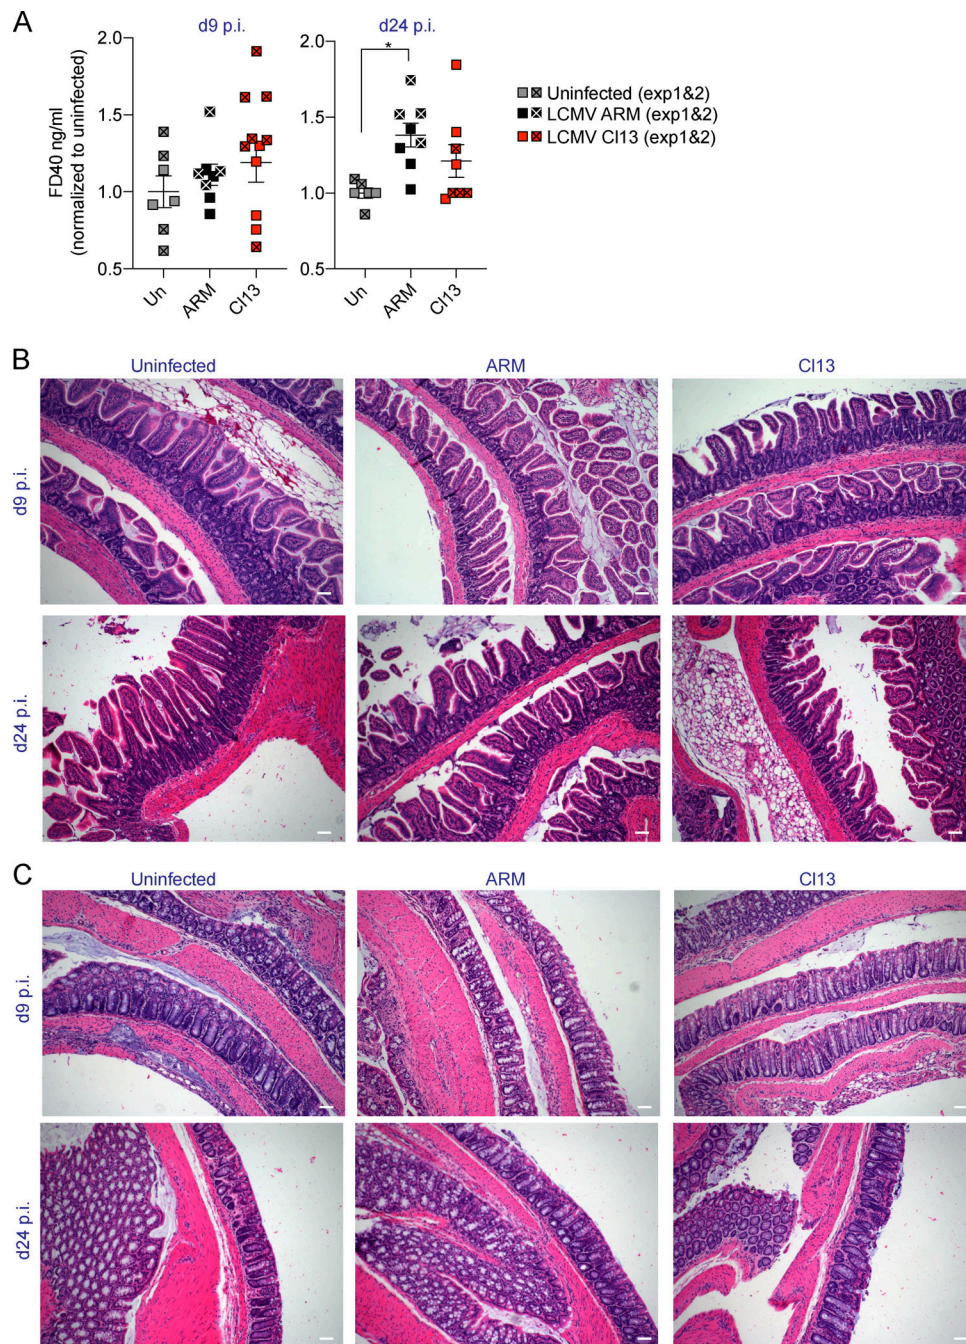 A
d9 p.i.
d24 p.i.
FD40 ng/ml
(normalized to uninfected)
2.0
1.5
1.0
0.5
Un
ARM
Cl13
2.0
1.5
1.0
0.5
*
Un
ARM
Cl13
Uninfected (exp1&2)
LCMV ARM (exp1&2)
LCMV Cl13 (exp1&2)
B
Uninfected
ARM
Cl13
d9 p.i.
d24 p.i.
C
Uninfected
ARM
Cl13
d9 p.i.
d24 p.i.